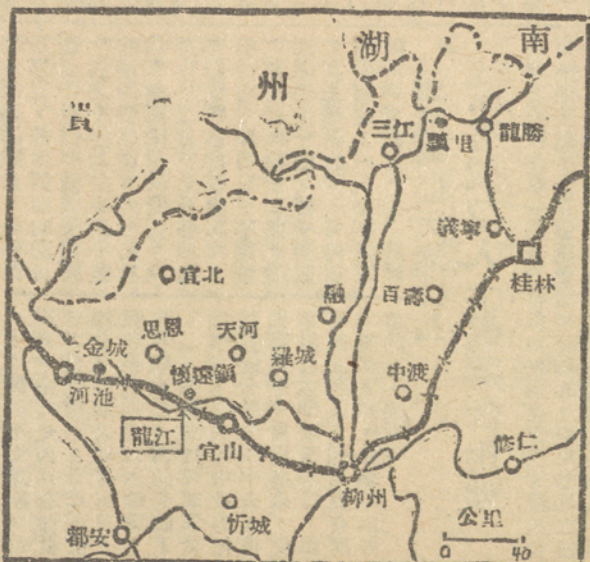 湖南
貴州
三江
瓢里
龍勝
義寧
桂林
宜北
融
百壽
思恩
天河
金城
羅城
懷遠鎮
中渡
河池
龍江
宜山
修仁
柳州
忻城
都安
公里
0 40